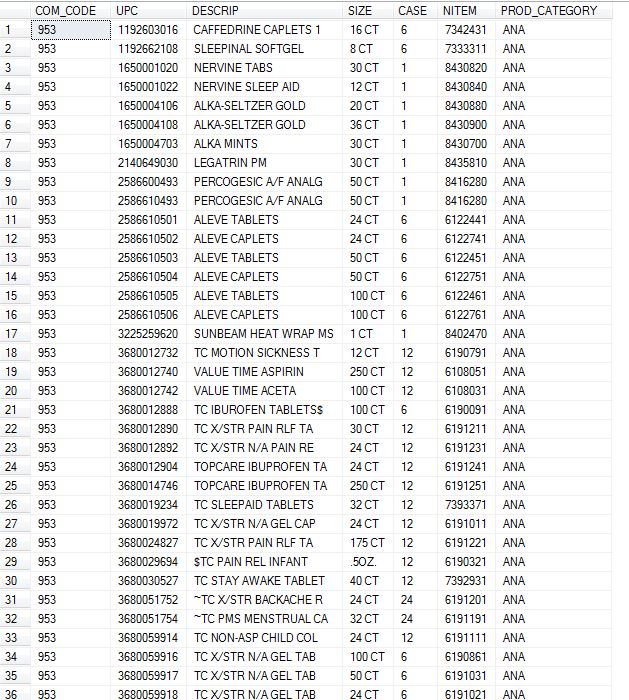 COM_CODE UPC DESCRIP SIZE CASE NITEM PROD_CATEGORY
1 953 1192603016 CAFFEDRINE CAPLETS 1 16 CT 6 7342431 ANA
2 953 1192662108 SLEEPINAL SOFTGEL 8 CT 6 7333311 ANA
3 953 1650001020 NERVINE TABS 30 CT 1 8430820 ANA
4 953 1650001022 NERVINE SLEEP AID 12 CT 1 8430840 ANA
5 953 1650004106 ALKA-SELTZER GOLD 20 CT 1 8430880 ANA
6 953 1650004108 ALKA-SELTZER GOLD 36 CT 1 8430900 ANA
7 953 1650004703 ALKA MINTS 30 CT 1 8430700 ANA
8 953 2140649030 LEGATRIN PM 30 CT 1 8435810 ANA
9 953 2586600493 PERCOGESIC A/F ANALG 50 CT 1 8416280 ANA
10 953 2586610493 PERCOGESIC A/F ANALG 50 CT 1 8416280 ANA
11 953 2586610501 ALEVE TABLETS 24 CT 6 6122441 ANA
12 953 2586610502 ALEVE CAPLETS 24 CT 6 6122741 ANA
13 953 2586610503 ALEVE TABLETS 50 CT 6 6122451 ANA
14 953 2586610504 ALEVE CAPLETS 50 CT 6 6122751 ANA
15 953 2586610505 ALEVE TABLETS 100 CT 6 6122461 ANA
16 953 2586610506 ALEVE CAPLETS 100 CT 6 6122761 ANA
17 953 3225259620 SUNBEAM HEAT WRAP MS 1 CT 1 8402470 ANA
18 953 3680012732 TC MOTION SICKNESS T 12 CT 12 6190791 ANA
19 953 3680012740 VALUE TIME ASPIRIN 250 CT 12 6108051 ANA
20 953 3680012742 VALUE TIME ACETA 100 CT 12 6108031 ANA
21 953 3680012888 TC IBUROFEN TABLETS$ 100 CT 6 6190091 ANA
22 953 3680012890 TC X/STR PAIN RLF TA 30 CT 12 6191211 ANA
23 953 3680012892 TC X/STR N/A PAIN RE 24 CT 12 6191231 ANA
24 953 3680012904 TOPCARE IBUPROFEN TA 24 CT 12 6191241 ANA
25 953 3680014746 TOPCARE IBUPROFEN TA 250 CT 12 6191251 ANA
26 953 3680019234 TC SLEEPAID TABLETS 32 CT 12 7393371 ANA
27 953 3680019972 TC X/STR N/A GEL CAP 24 CT 12 6191011 ANA
28 953 3680024827 TC X/STR PAIN RLF TA 175 CT 12 6191221 ANA
29 953 3680029694 $TC PAIN REL INFANT .5OZ. 12 6190321 ANA
30 953 3680030527 TC STAY AWAKE TABLET 40 CT 12 7392931 ANA
31 953 3680051752 ~TC X/STR BACKACHE R 24 CT 24 6191201 ANA
32 953 3680051754 ~TC PMS MENSTRUAL CA 32 CT 24 6191191 ANA
33 953 3680059914 TC NON-ASP CHILD COL 24 CT 12 6191111 ANA
34 953 3680059916 TC X/STR N/A GEL TAB 100 CT 6 6190861 ANA
35 953 3680059917 TC X/STR N/A GEL TAB 50 CT 6 6191031 ANA
36 953 3680059918 TC X/STR N/A GEL TAB 24 CT 6 6191021 ANA